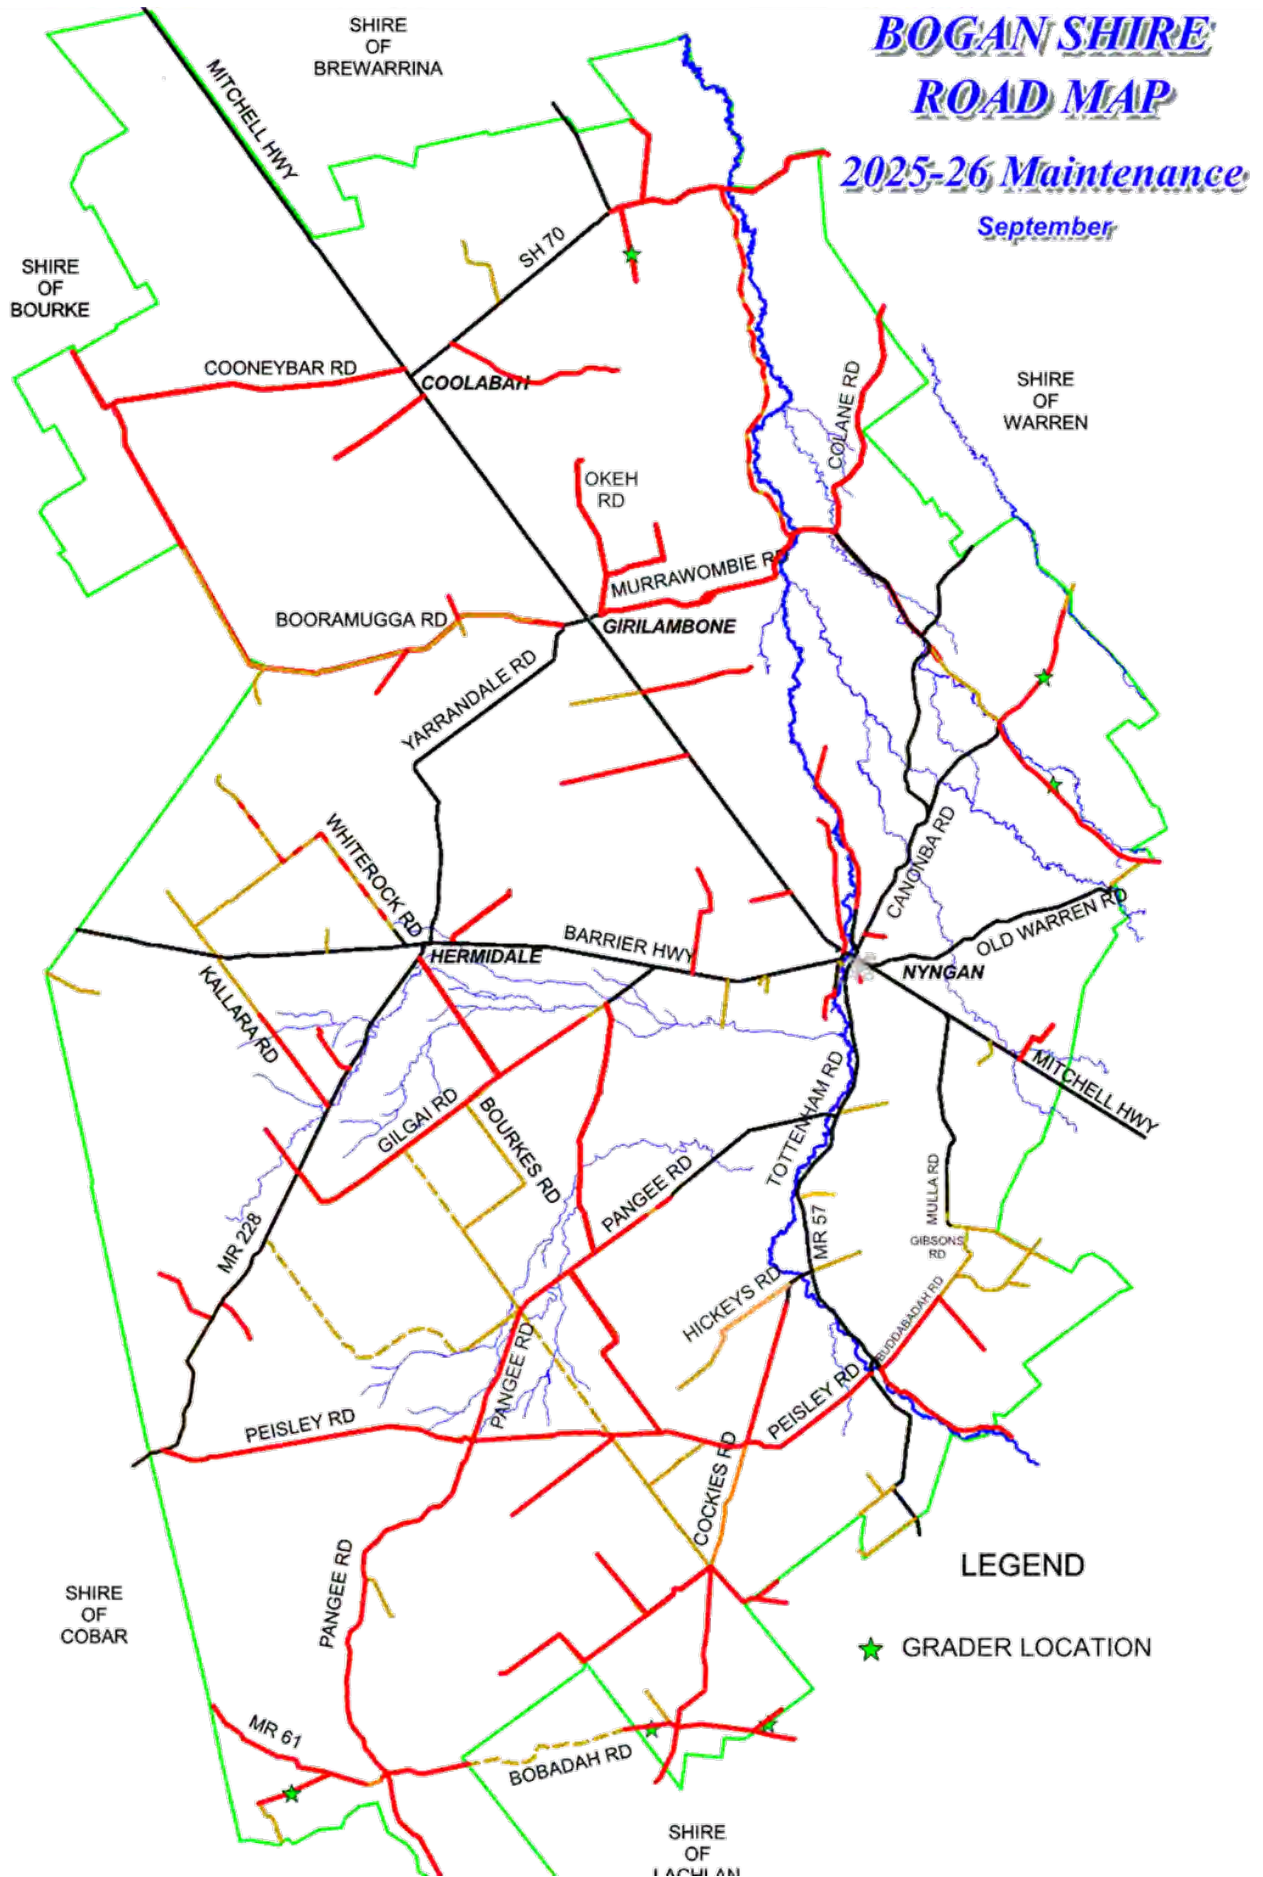 BOGAN SHIRE
ROAD MAP
2025-26 Maintenance
September
SHIRE
OF
BREWARRINA
MITCHELL HWY
SH 70
SHIRE
OF
BOURKE
COONEYBAR RD
COOLABAH
SHIRE
OF
WARREN
COLANE RD
OKEH
RD
MURRAWOMBIE RD
BOORAMUGGA RD
GIRILAMBONE
YARRANDALE RD
WHITEROCK RD
CANONBA RD
OLD WARREN RD
BARRIER HWY
HERMIDALE
NYNGAN
KALLARA RD
MITCHELL HWY
GILGAI RD
BOURKES RD
TOTTENHAM RD
PANGEE RD
MULLA RD
MR 228
MR 57
GIBSONS
RD
HICKEYS RD
BUDDABADAH RD
PANGEE RD
PEISLEY RD
PEISLEY RD
COCKIES RD
LEGEND
GRADER LOCATION
PANGEE RD
SHIRE
OF
COBAR
MR 61
BOBADAH RD
SHIRE
OF
LACHLAN